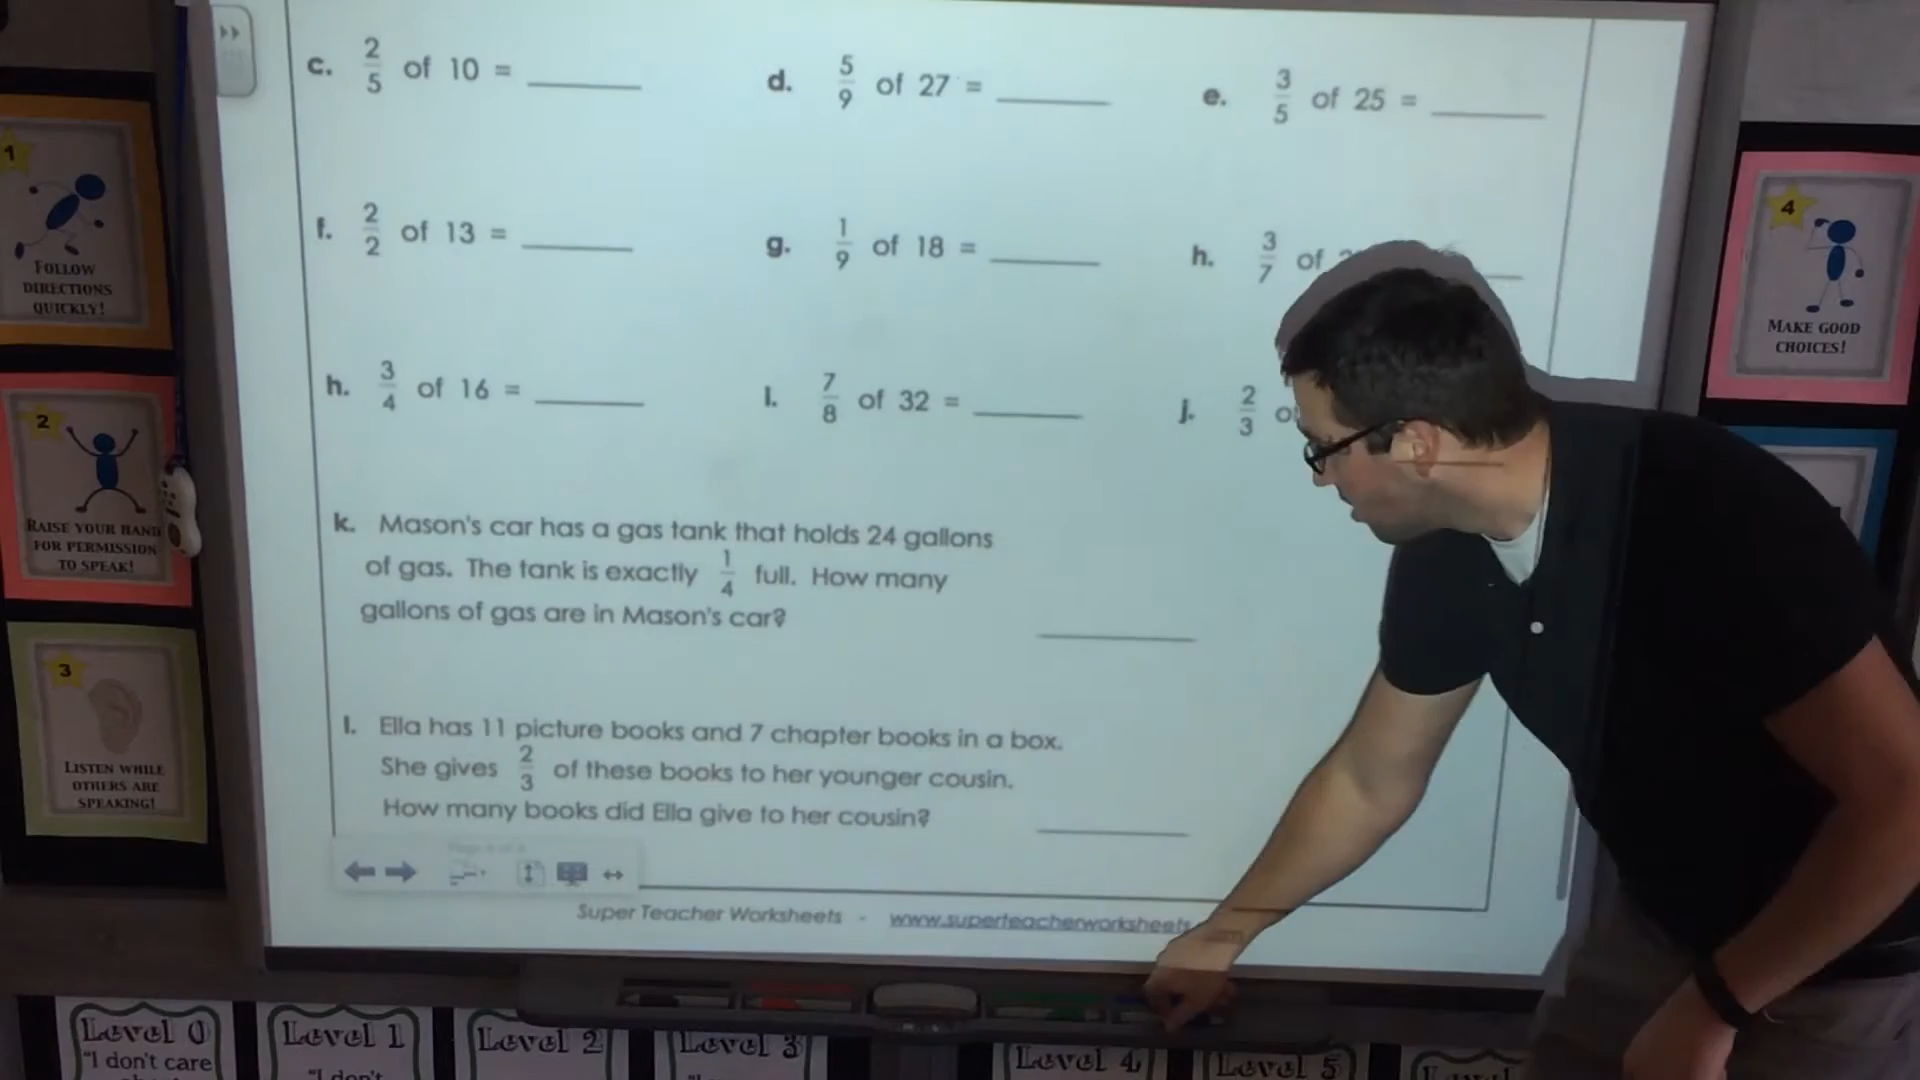 c. 2/5 of 10 = ______
d. 5/9 of 27 = ______
e. 3/5 of 25 = ______
f. 2/2 of 13 = ______
g. 1/9 of 18 = ______
h. 3/7 of
h. 3/4 of 16 = ______
I. 7/8 of 32 = ______
j. 2/3
k. Mason's car has a gas tank that holds 24 gallons
of gas. The tank is exactly 1/4 full. How many
gallons of gas are in Mason's car? ______
l. Ella has 11 picture books and 7 chapter books in a box.
She gives 2/3 of these books to her younger cousin.
How many books did Ella give to her cousin? ______
Super Teacher Worksheets - www.superteacherworksheets
1
FOLLOW
DIRECTIONS
QUICKLY!
2
RAISE YOUR HAND
FOR PERMISSION
TO SPEAK!
3
LISTEN WHILE
OTHERS ARE
SPEAKING!
4
MAKE GOOD
CHOICES!
Level 0
"I don't care
Level 1
"I don't
Level 2
Level 3
Level 4
Level 5